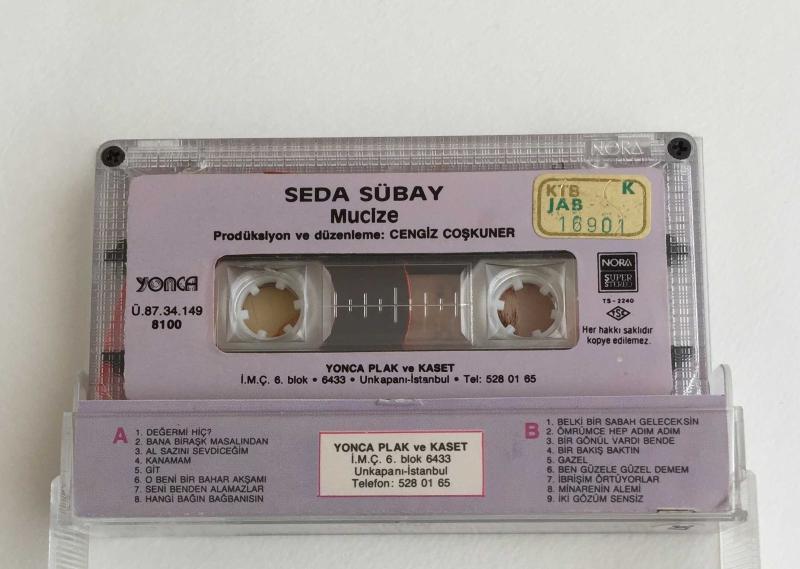 NORA
SEDA SÜBAY
Mucize
Prodüksiyon ve düzenleme: CENGİZ COŞKUNER
KTB K
JAB
16901
YONCA
Ü.87.34.149
8100
NORA
SUPER
STEREO
TS-2240
TSE
Her hakkı saklıdır
kopye edilemez.
YONCA PLAK ve KASET
İ.M.Ç. 6. blok • 6433 • Unkapanı-İstanbul • Tel: 528 01 65
A
1. DEĞERMİ HİÇ?
2. BANA BİRAŞK MASALINDAN
3. AL SAZINI SEVDİCEĞİM
4. KANAMAM
5. GİT
6. O BENİ BİR BAHAR AKŞAMI
7. SENİ BENDEN ALAMAZLAR
8. HANGİ BAĞIN BAĞBANISIN
YONCA PLAK ve KASET
İ.M.Ç. 6. blok 6433
Unkapanı-İstanbul
Telefon: 528 01 65
B
1. BELKİ BİR SABAH GELECEKSİN
2. ÖMRÜMCE HEP ADIM ADIM
3. BİR GÖNÜL VARDI BENDE
4. BİR BAKIŞ BAKTIN
5. GAZEL
6. BEN GÜZELE GÜZEL DEMEM
7. İBRİŞİM ÖRTÜYORLAR
8. MİNARENİN ALEMİ
9. İKİ GÖZÜM SENSİZ